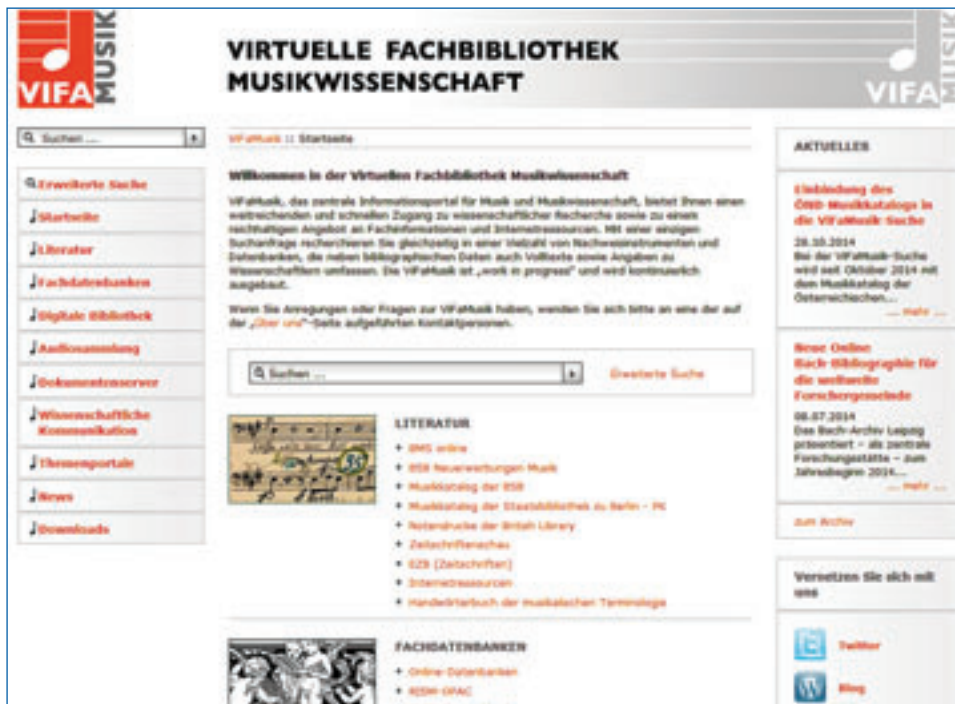 VIFA
MUSIK
VIRTUELLE FACHBIBLIOTHEK
MUSIKWISSENSCHAFT
VIFA
MUSIK
Suchen ...
Erweiterte Suche
Startseite
Literatur
Fachdatenbanken
Digitale Bibliothek
Audiosammlung
Dokumentenserver
Wissenschaftliche
Kommunikation
Themenportale
News
Downloads
ViFaMusik :: Startseite
Willkommen in der Virtuellen Fachbibliothek Musikwissenschaft
ViFaMusik, das zentrale Informationsportal für Musik und Musikwissenschaft, bietet Ihnen einen
weitreichenden und schnellen Zugang zu wissenschaftlicher Recherche sowie zu einem
reichhaltigen Angebot an Fachinformationen und Internetressourcen. Mit einer einzigen
Suchanfrage recherchieren Sie gleichzeitig in einer Vielzahl von Nachweisinstrumenten und
Datenbanken, die neben bibliographischen Daten auch Volltexte sowie Angaben zu
Wissenschaftlern umfassen. Die ViFaMusik ist „work in progress" und wird kontinuierlich
ausgebaut.
Wenn Sie Anregungen oder Fragen zur ViFaMusik haben, wenden Sie sich bitte an eine der auf
der „Über uns"-Seite aufgeführten Kontaktpersonen.
Suchen ...
Erweiterte Suche
LITERATUR
BMS online
BSB Neuerwerbungen Musik
Musikkatalog der BSB
Musikkatalog der Staatsbibliothek zu Berlin - PK
Notendrucke der British Library
Zeitschriftenschau
EZB (Zeitschriften)
Internetressourcen
Handwörterbuch der musikalischen Terminologie
FACHDATENBANKEN
Online-Datenbanken
RISM-OPAC
AKTUELLES
Einbindung des
ÖNB-Musikkataloges in
die ViFaMusik-Suche
28.10.2014
Bei der ViFaMusik-Suche
wird seit Oktober 2014 mit
dem Musikkatalog der
Österreichischen...
... mehr ...
Neue Online
Bach-Bibliographie für
die weltweite
Forschergemeinde
08.07.2014
Das Bach-Archiv Leipzig
präsentiert – als zentrale
Forschungsstätte – zum
Jahresbeginn 2014...
... mehr ...
zum Archiv
Vernetzen Sie sich mit
uns
Twitter
Blog